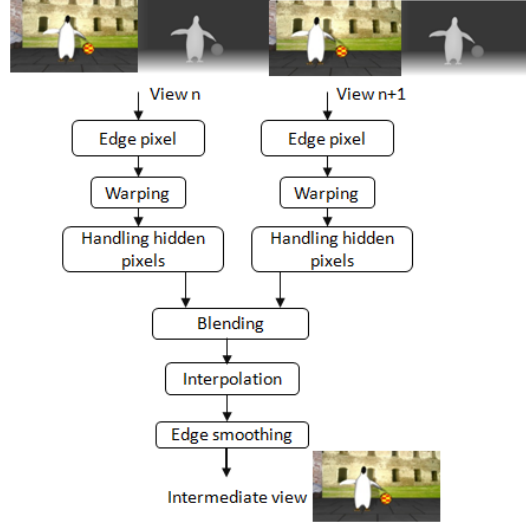 View n
View n+1
Edge pixel
Edge pixel
Warping
Warping
Handling hidden
pixels
Handling hidden
pixels
Blending
Interpolation
Edge smoothing
Intermediate view